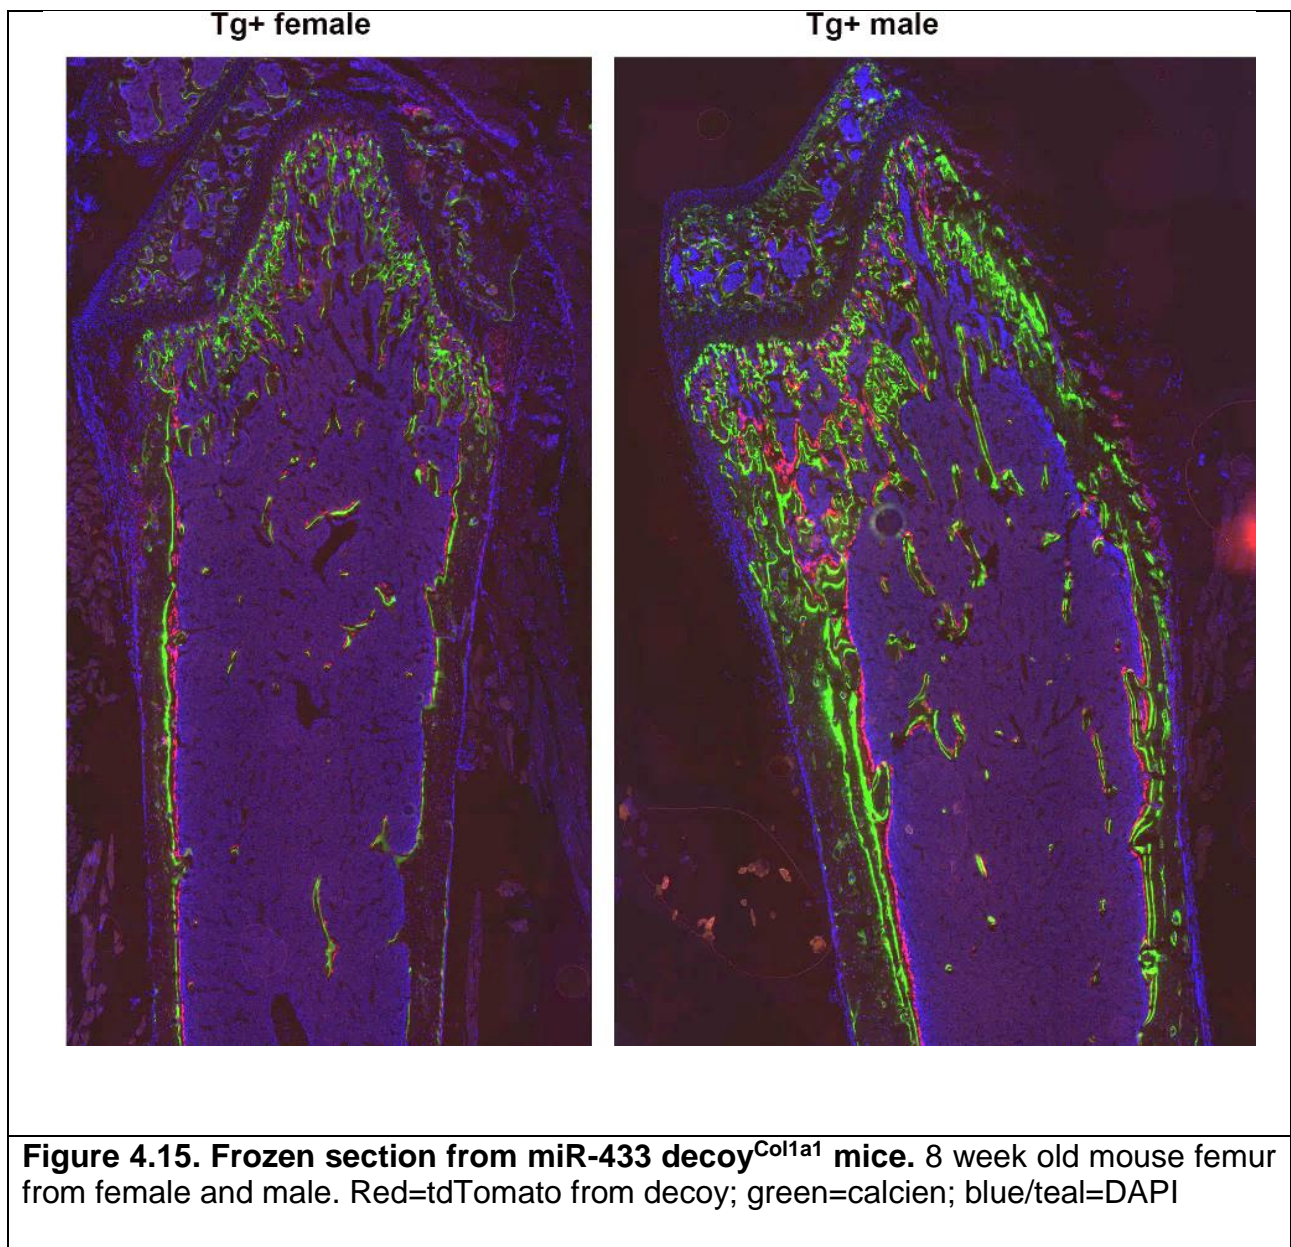 Tg+ female
Tg+ male
Figure 4.15. Frozen section from miR-433 decoyCol1a1 mice. 8 week old mouse femur
from female and male. Red=tdTomato from decoy; green=calcien; blue/teal=DAPI